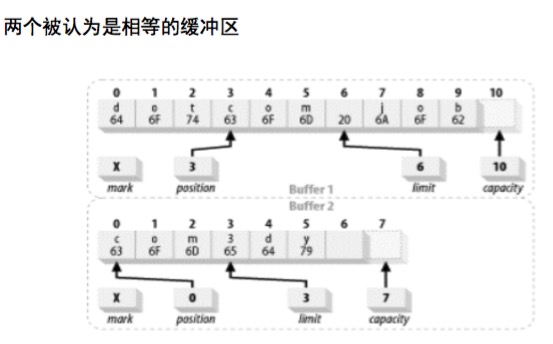 两个被认为是相等的缓冲区
0 1 2 3 4 5 6 7 8 9 10
d o t c o m j o b
64 6F 74 63 6F 6D 20 6A 6F 62
X 3 6 10
mark position limit capacity
Buffer 1
Buffer 2
0 1 2 3 4 5 6 7
c o m 3 d y
63 6F 6D 65 64 79
X 0 3 7
mark position limit capacity